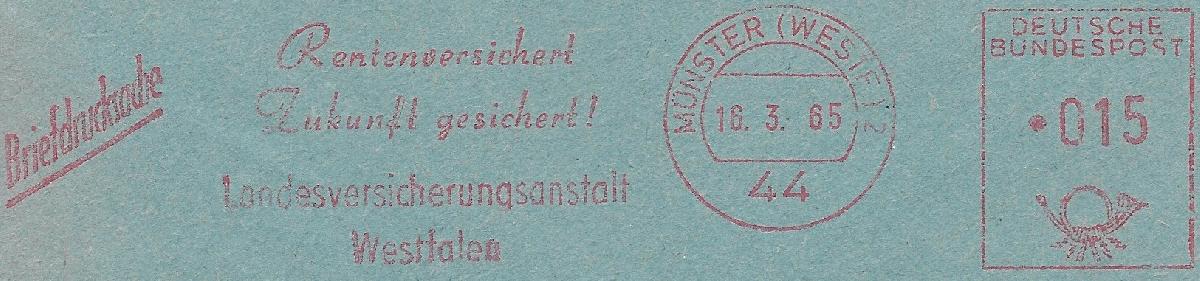 Briefdrucksache
Rentenversichert
Zukunft gesichert!
Landesversicherungsanstalt
Westfalen
MÜNSTER (WESTF) 2
16. 3. 65
44
DEUTSCHE
BUNDESPOST
015